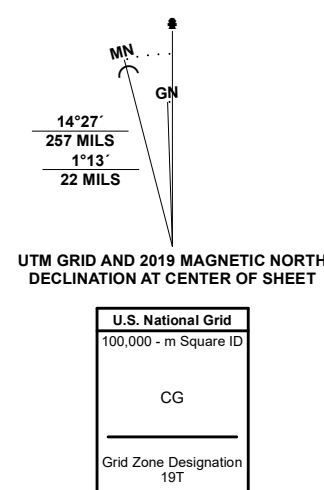 MN
GN
14°27´
257 MILS
1°13´
22 MILS
UTM GRID AND 2019 MAGNETIC NORTH
DECLINATION AT CENTER OF SHEET
U.S. National Grid
100,000 - m Square ID
CG
Grid Zone Designation
19T